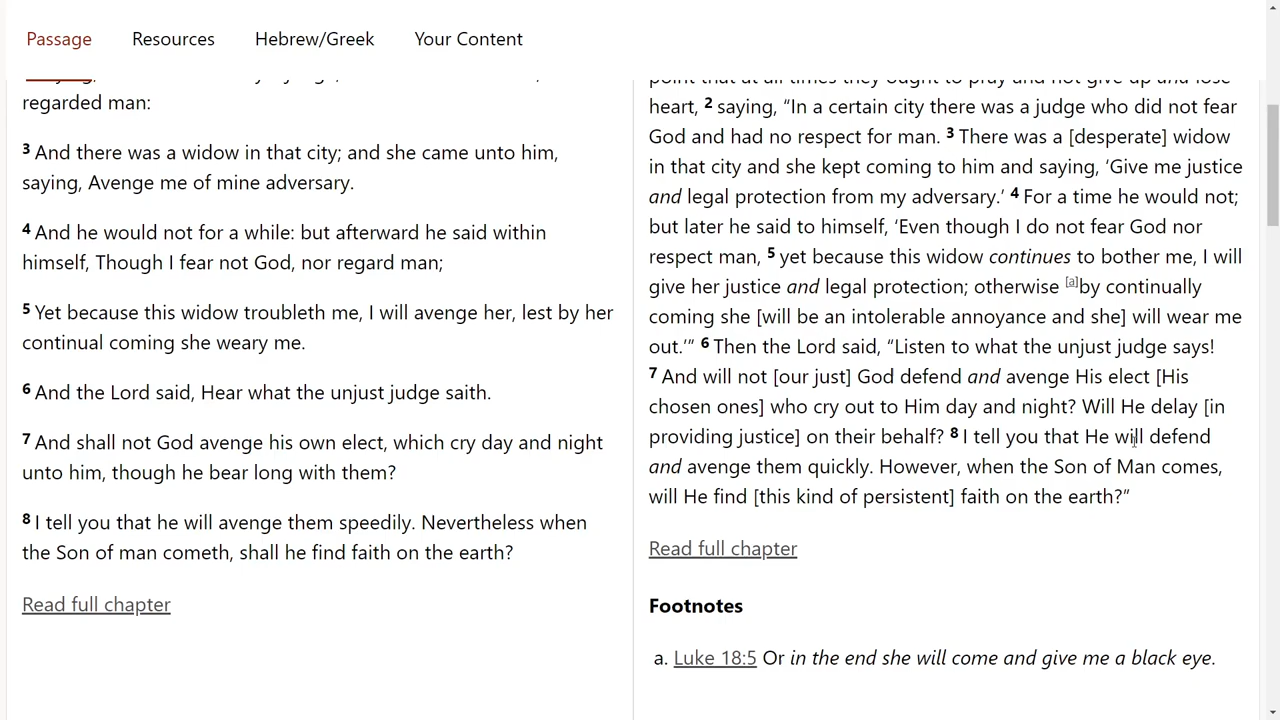 Passage
Resources
Hebrew/Greek
Your Content
regarded man:
3 And there was a widow in that city; and she came unto him,
saying, Avenge me of mine adversary.
4 And he would not for a while: but afterward he said within
himself, Though I fear not God, nor regard man;
5 Yet because this widow troubleth me, I will avenge her, lest by her
continual coming she weary me.
6 And the Lord said, Hear what the unjust judge saith.
7 And shall not God avenge his own elect, which cry day and night
unto him, though he bear long with them?
8 I tell you that he will avenge them speedily. Nevertheless when
the Son of man cometh, shall he find faith on the earth?
Read full chapter
point that at all times they ought to pray and not give up and lose
heart, 2 saying, “In a certain city there was a judge who did not fear
God and had no respect for man. 3 There was a [desperate] widow
in that city and she kept coming to him and saying, ‘Give me justice
and legal protection from my adversary.’ 4 For a time he would not;
but later he said to himself, ‘Even though I do not fear God nor
respect man, 5 yet because this widow continues to bother me, I will
give her justice and legal protection; otherwise [a]by continually
coming she [will be an intolerable annoyance and she] will wear me
out.’” 6 Then the Lord said, “Listen to what the unjust judge says!
7 And will not [our just] God defend and avenge His elect [His
chosen ones] who cry out to Him day and night? Will He delay [in
providing justice] on their behalf? 8 I tell you that He will defend
and avenge them quickly. However, when the Son of Man comes,
will He find [this kind of persistent] faith on the earth?”
Read full chapter
Footnotes
a. Luke 18:5 Or in the end she will come and give me a black eye.